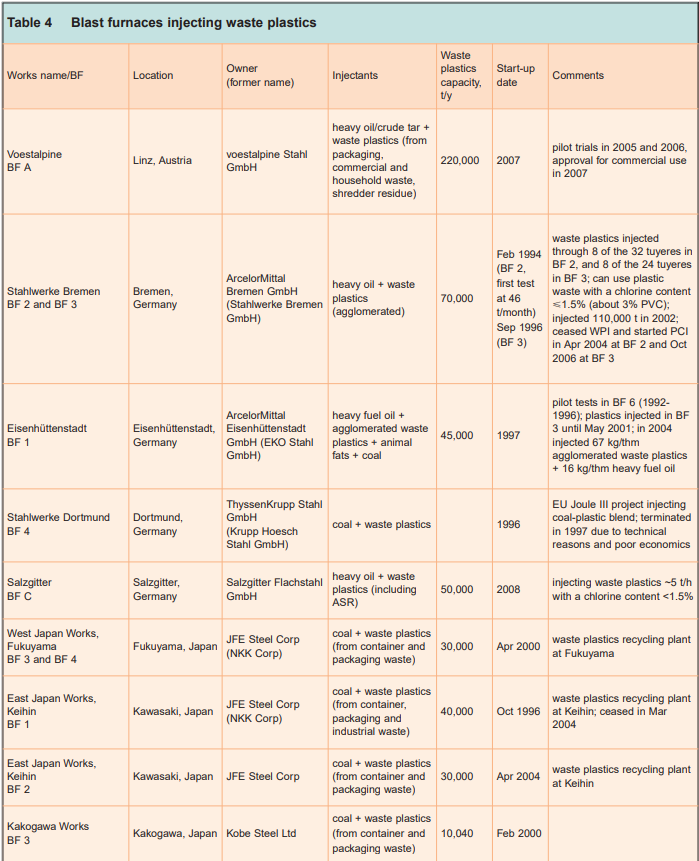 Table 4 Blast furnaces injecting waste plastics
Works name/BF
Location
Owner
(former name)
Injectants
Waste
plastics
capacity,
t/y
Start-up
date
Comments
Voestalpine
BF A
Linz, Austria
voestalpine Stahl
GmbH
heavy oil/crude tar +
waste plastics (from
packaging,
commercial and
household waste,
shredder residue)
220,000
2007
pilot trials in 2005 and 2006,
approval for commercial use
in 2007
Stahlwerke Bremen
BF 2 and BF 3
Bremen,
Germany
ArcelorMittal
Bremen GmbH
(Stahlwerke Bremen
GmbH)
heavy oil + waste
plastics
(agglomerated)
70,000
Feb 1994
(BF 2,
first test
at 46
t/month)
Sep 1996
(BF 3)
waste plastics injected
through 8 of the 32 tuyeres in
BF 2, and 8 of the 24 tuyeres
in BF 3; can use plastic
waste with a chlorine content
⩽1.5% (about 3% PVC);
injected 110,000 t in 2002;
ceased WPI and started PCI
in Apr 2004 at BF 2 and Oct
2006 at BF 3
Eisenhüttenstadt
BF 1
Eisenhüttenstadt,
Germany
ArcelorMittal
Eisenhüttenstadt
GmbH (EKO Stahl
GmbH)
heavy fuel oil +
agglomerated waste
plastics + animal
fats + coal
45,000
1997
pilot tests in BF 6 (1992-
1996); plastics injected in BF
3 until May 2001; in 2004
injected 67 kg/thm
agglomerated waste plastics
+ 16 kg/thm heavy fuel oil
Stahlwerke Dortmund
BF 4
Dortmund,
Germany
ThyssenKrupp Stahl
GmbH
(Krupp Hoesch
Stahl GmbH)
coal + waste plastics
1996
EU Joule III project injecting
coal-plastic blend; terminated
in 1997 due to technical
reasons and poor economics
Salzgitter
BF C
Salzgitter,
Germany
Salzgitter Flachstahl
GmbH
heavy oil + waste
plastics (including
ASR)
50,000
2008
injecting waste plastics ~5 t/h
with a chlorine content <1.5%
West Japan Works,
Fukuyama
BF 3 and BF 4
Fukuyama, Japan
JFE Steel Corp
(NKK Corp)
coal + waste plastics
(from container and
packaging waste)
30,000
Apr 2000
waste plastics recycling plant
at Fukuyama
East Japan Works,
Keihin
BF 1
Kawasaki, Japan
JFE Steel Corp
(NKK Corp)
coal + waste plastics
(from container,
packaging and
industrial waste)
40,000
Oct 1996
waste plastics recycling plant
at Keihin; ceased in Mar
2004
East Japan Works,
Keihin
BF 2
Kawasaki, Japan
JFE Steel Corp
coal + waste plastics
(from container and
packaging waste)
30,000
Apr 2004
waste plastics recycling plant
at Keihin
Kakogawa Works
BF 3
Kakogawa, Japan
Kobe Steel Ltd
coal + waste plastics
(from container and
packaging waste)
10,040
Feb 2000